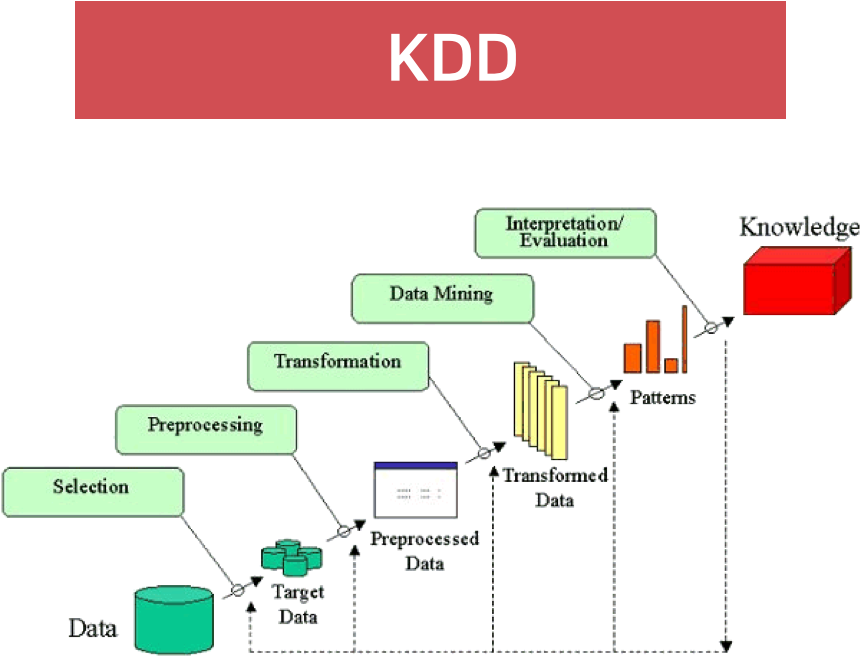 KDD
Interpretation/
Evaluation
Knowledge
Data Mining
Transformation
Patterns
Preprocessing
Transformed
Data
Selection
Preprocessed
Data
Target
Data
Data